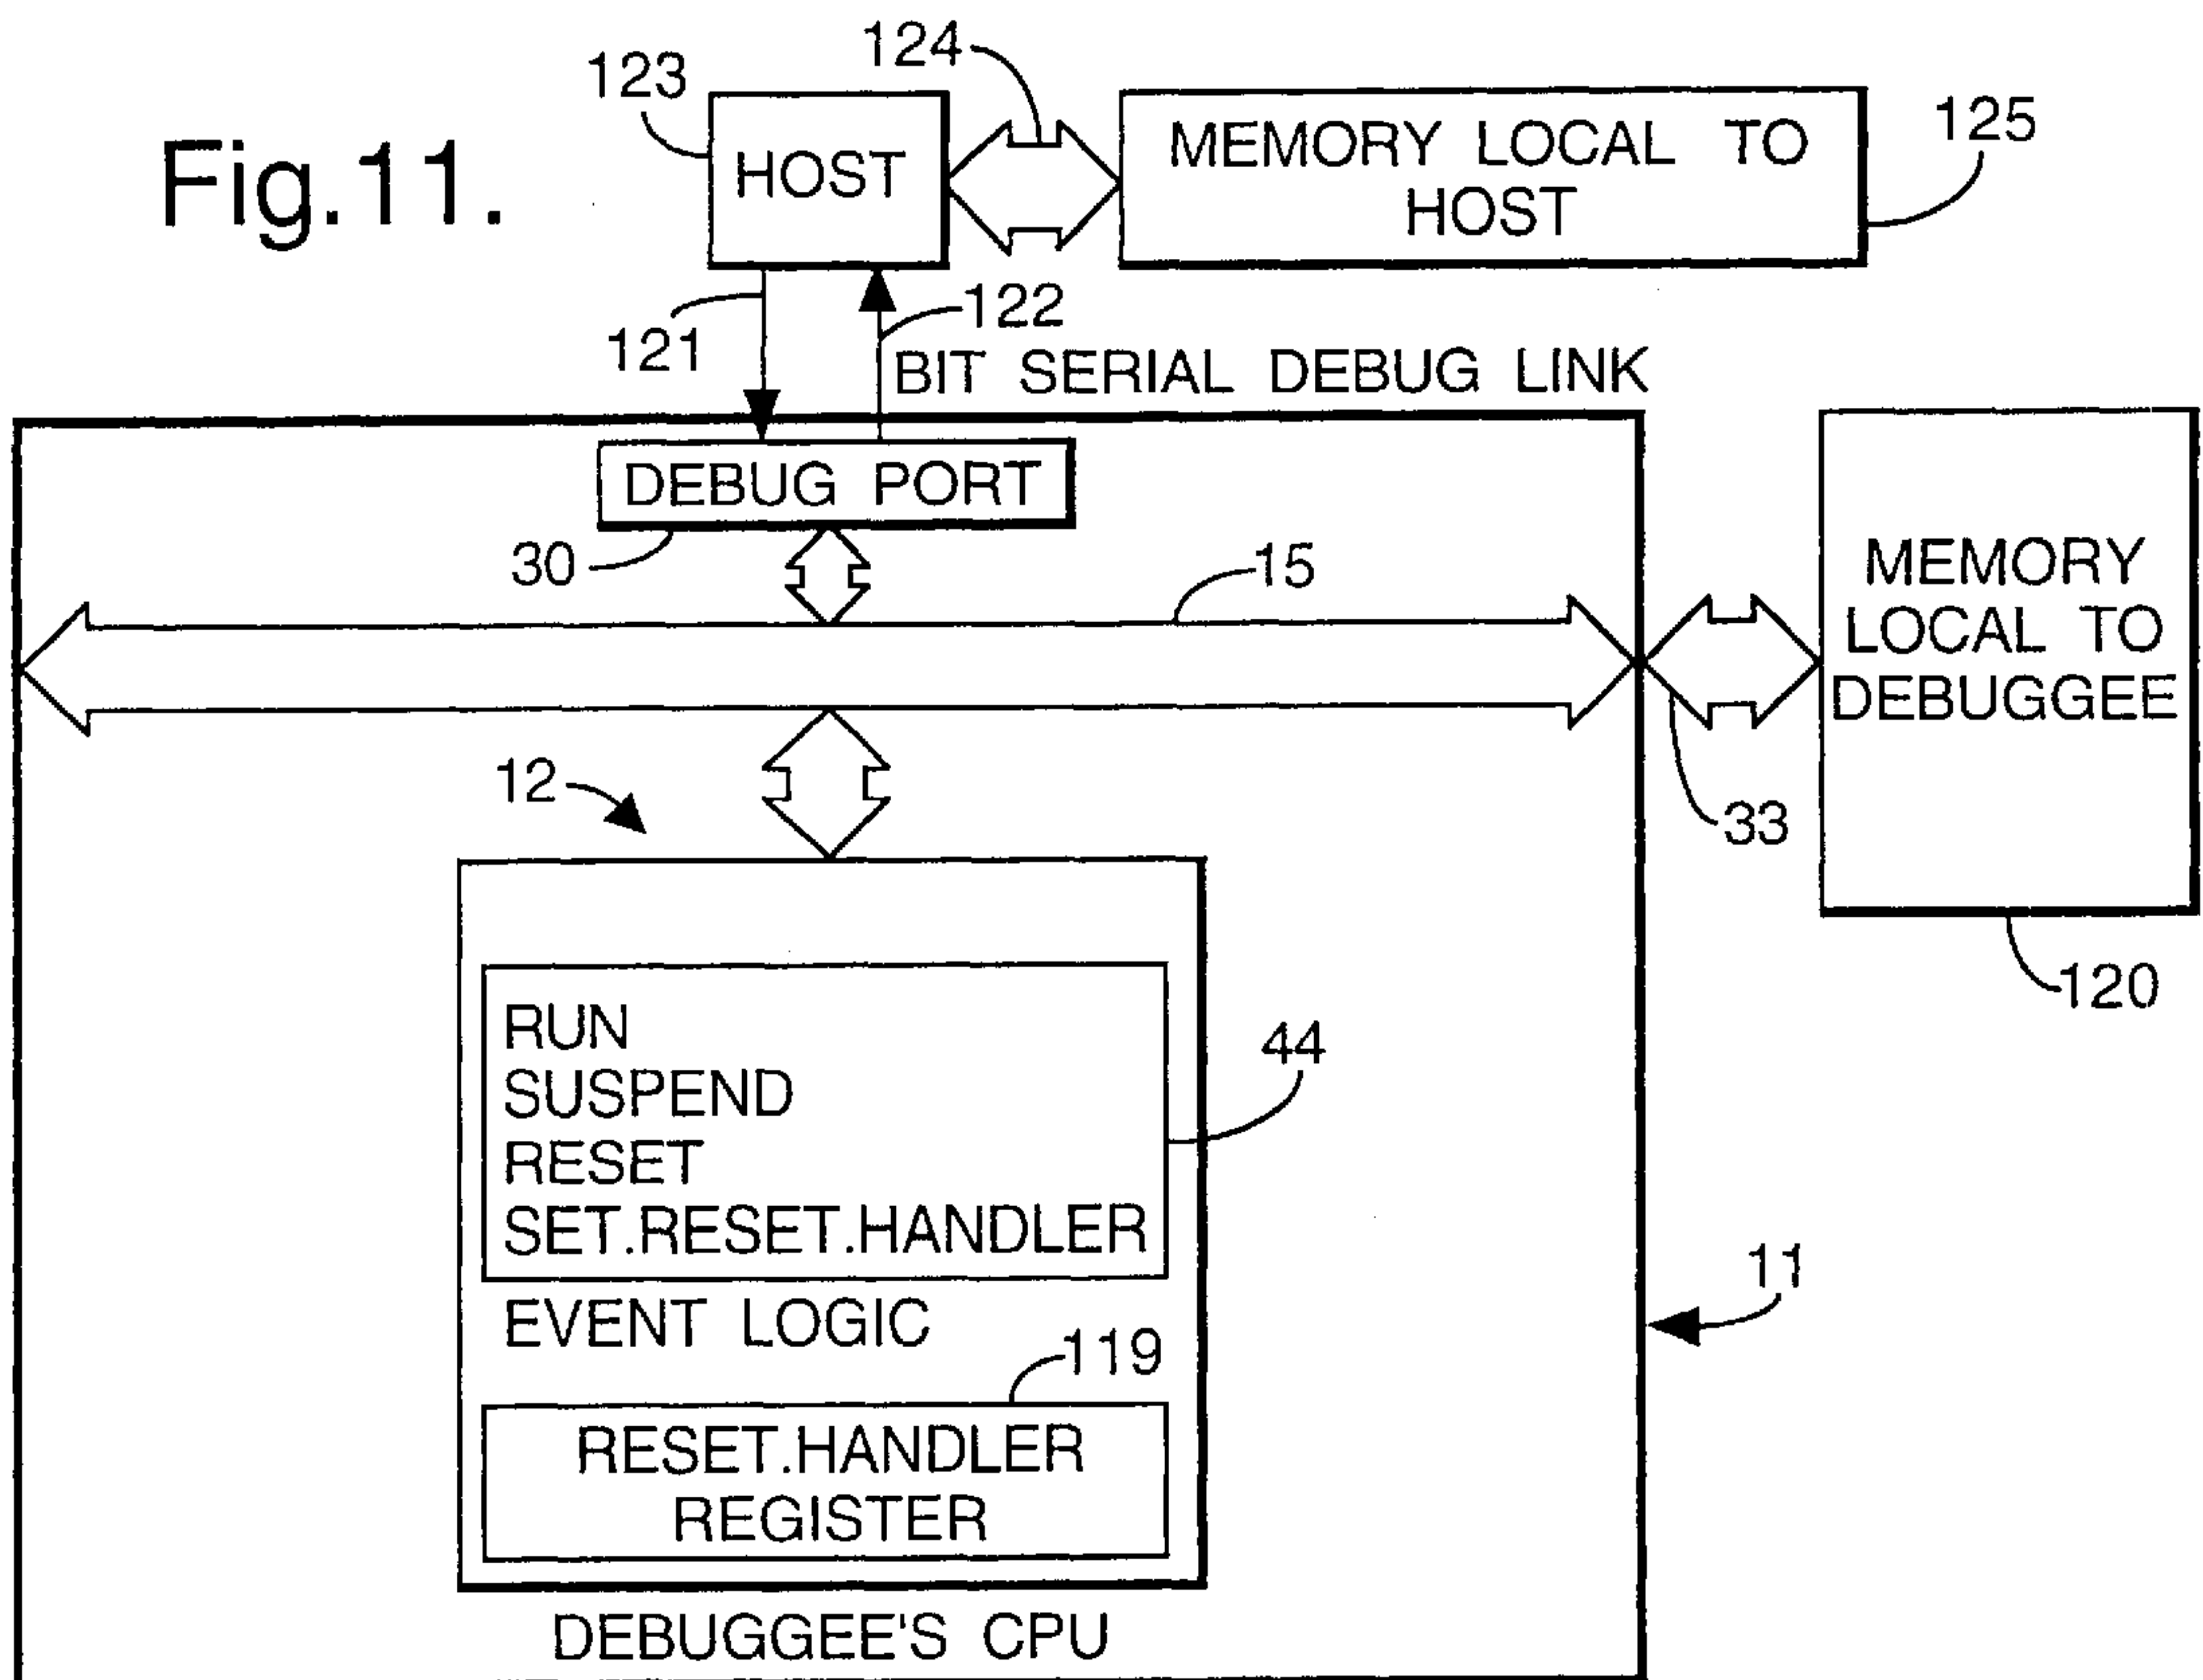 Fig.11.
123
124
HOST
MEMORY LOCAL TO
HOST
125
121
122
BIT SERIAL DEBUG LINK
DEBUG PORT
30
15
MEMORY
LOCAL TO
DEBUGGEE
12
33
120
RUN
SUSPEND
RESET
SET.RESET.HANDLER
44
EVENT LOGIC
11
119
RESET.HANDLER
REGISTER
DEBUGGEE'S CPU